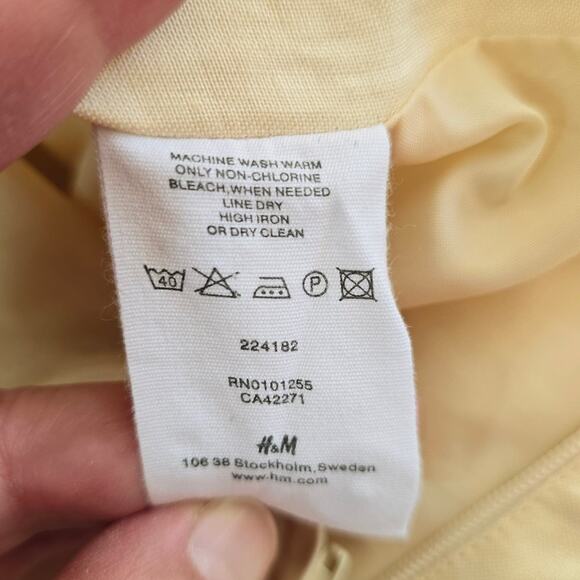 MACHINE WASH WARM
ONLY NON-CHLORINE
BLEACH,WHEN NEEDED
LINE DRY
HIGH IRON
OR DRY CLEAN
40 P
224182
RN0101255
CA42271
H&M
106 38 Stockholm, Sweden
www.hm.com